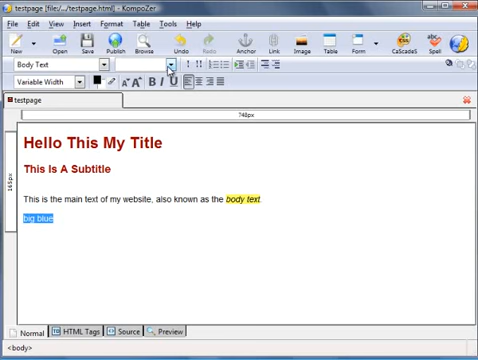 testpage [file:/.../testpage.html] - KompoZer
File Edit View Insert Format Table Tools Help
New Open Save Publish Browse Undo Redo Anchor Link Image Table Form CaScadeS Spell
Body Text
Variable Width A A B I U
testpage
748px
Hello This My Title
This Is A Subtitle
165px
This is the main text of my website, also known as the body text
big blue
Normal HTML Tags Source Preview
<body>